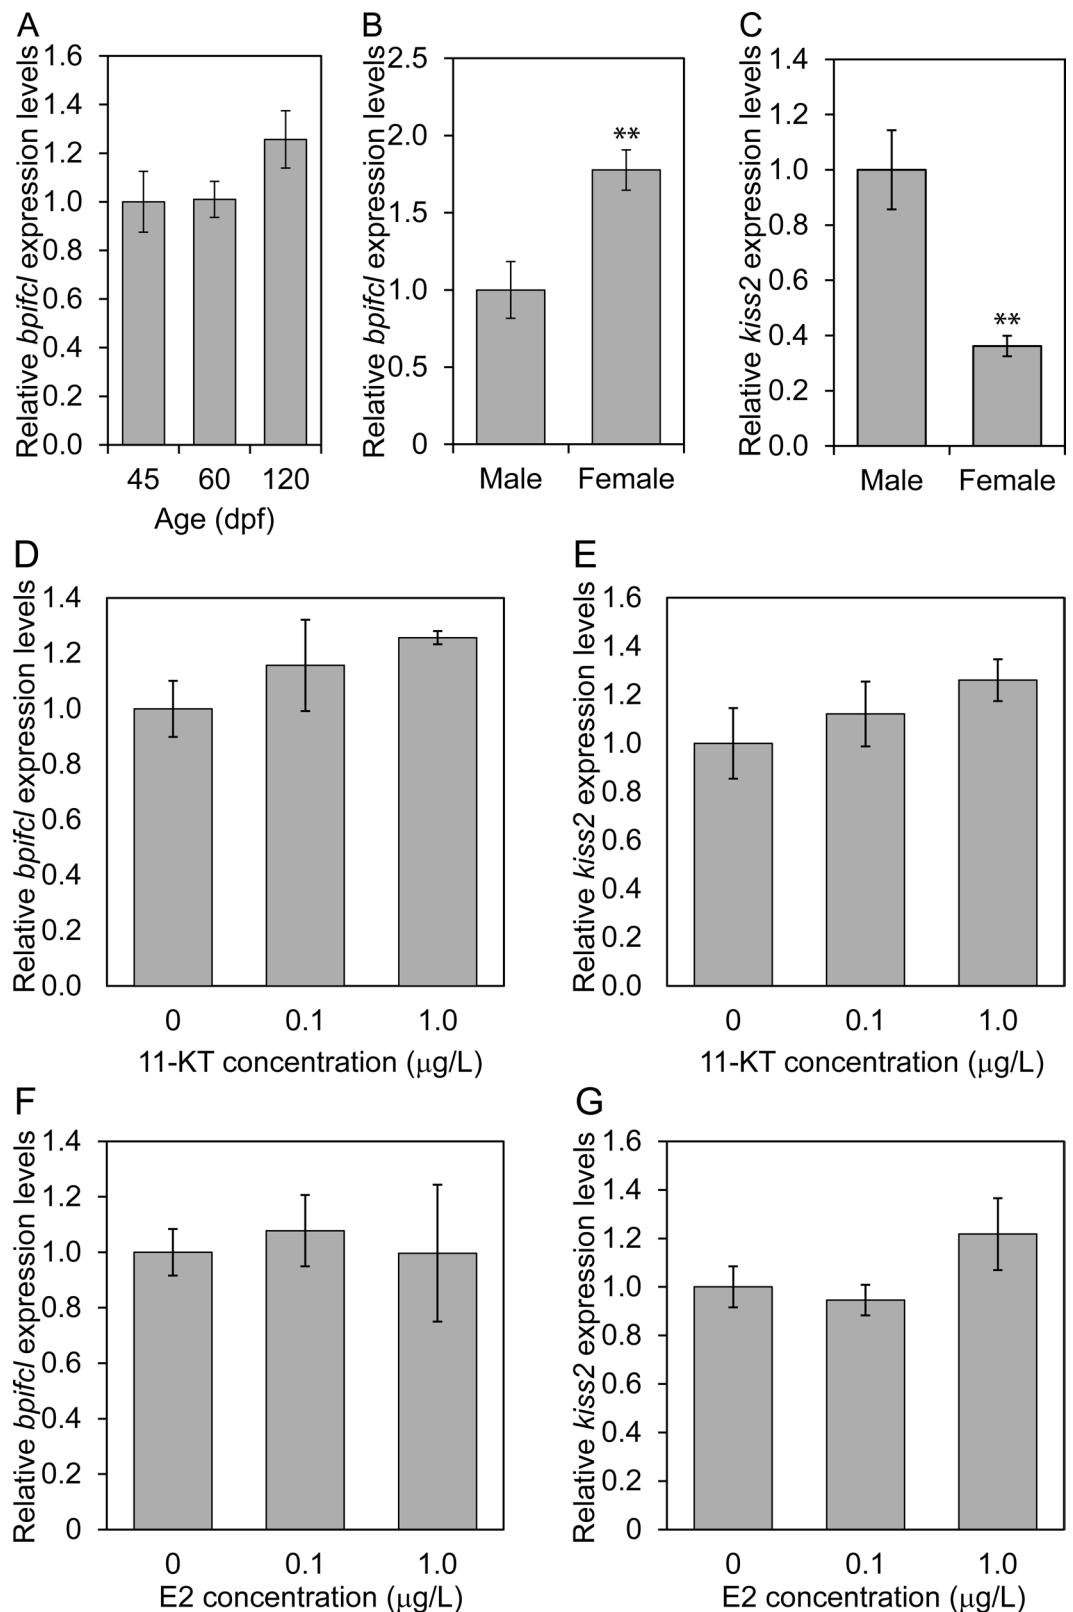 A
Relative bpifcl expression levels
1.6
1.4
1.2
1.0
0.8
0.6
0.4
0.2
0.0
45 60 120
Age (dpf)
B
Relative bpifcl expression levels
2.5
2.0
1.5
1.0
0.5
0
**
Male Female
C
Relative kiss2 expression levels
1.4
1.2
1.0
0.8
0.6
0.4
0.2
0.0
**
Male Female
D
Relative bpifcl expression levels
1.4
1.2
1.0
0.8
0.6
0.4
0.2
0.0
0 0.1 1.0
11-KT concentration (μg/L)
E
Relative kiss2 expression levels
1.6
1.4
1.2
1.0
0.8
0.6
0.4
0.2
0.0
0 0.1 1.0
11-KT concentration (μg/L)
F
Relative bpifcl expression levels
1.4
1.2
1.0
0.8
0.6
0.4
0.2
0
0 0.1 1.0
E2 concentration (μg/L)
G
Relative kiss2 expression levels
1.6
1.4
1.2
1.0
0.8
0.6
0.4
0.2
0
0 0.1 1.0
E2 concentration (μg/L)